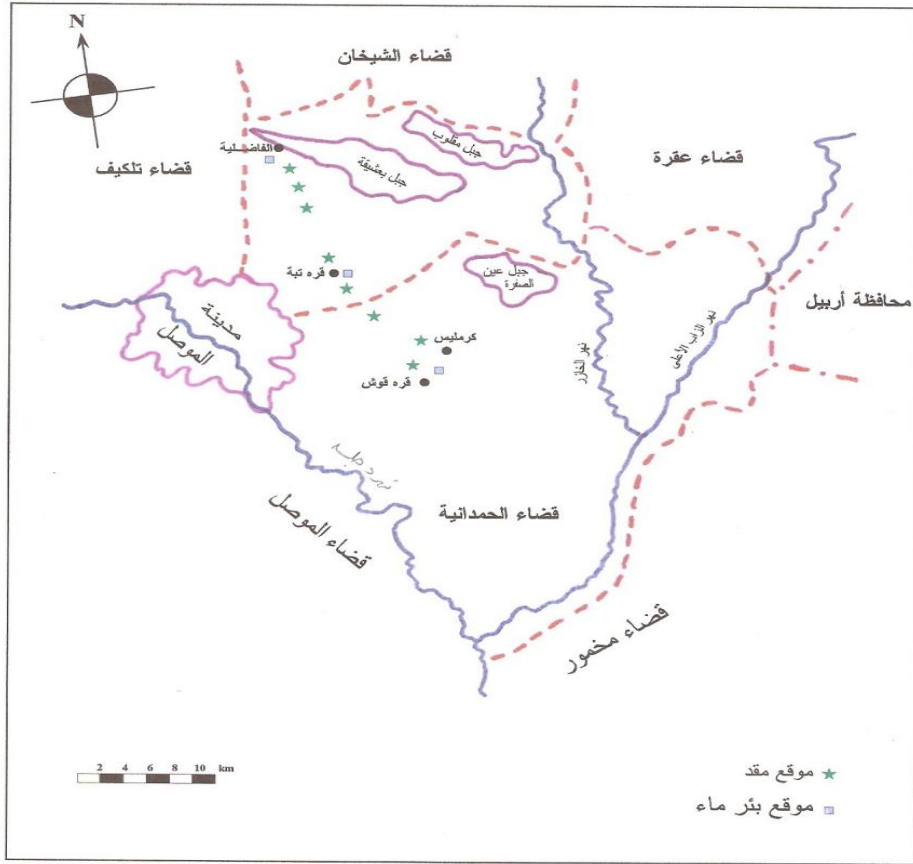 N
قضاء الشيخان
الفاضلية
جبل مقلوب
جبل بعشيقة
قضاء تلكيف
قضاء عقرة
قره تبة
جبل عين
الصفرة
محافظة أربيل
مدينة
الموصل
كرمليس
قره قوش
نهر الخازر
نهر الزاب الأعلى
نهر دجلة
قضاء الموصل
قضاء الحمدانية
قضاء مخمور
2 4 6 8 10 km
موقع مقد
موقع بئر ماء